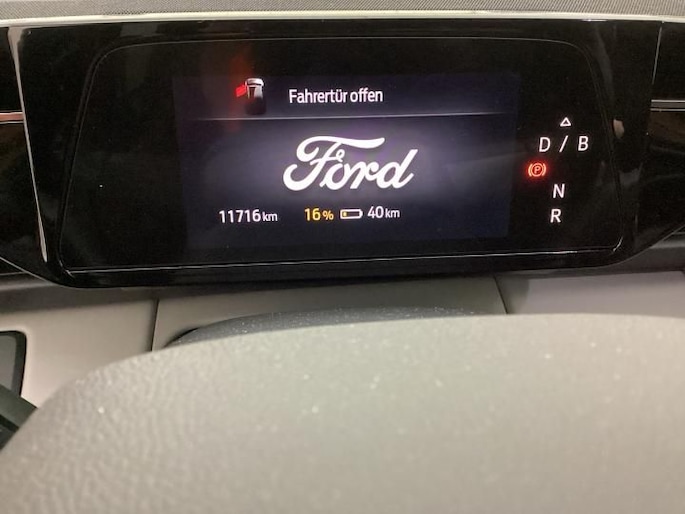 Fahrertür offen
Ford
11716 km 16 % 40 km
D / B
P
N
R